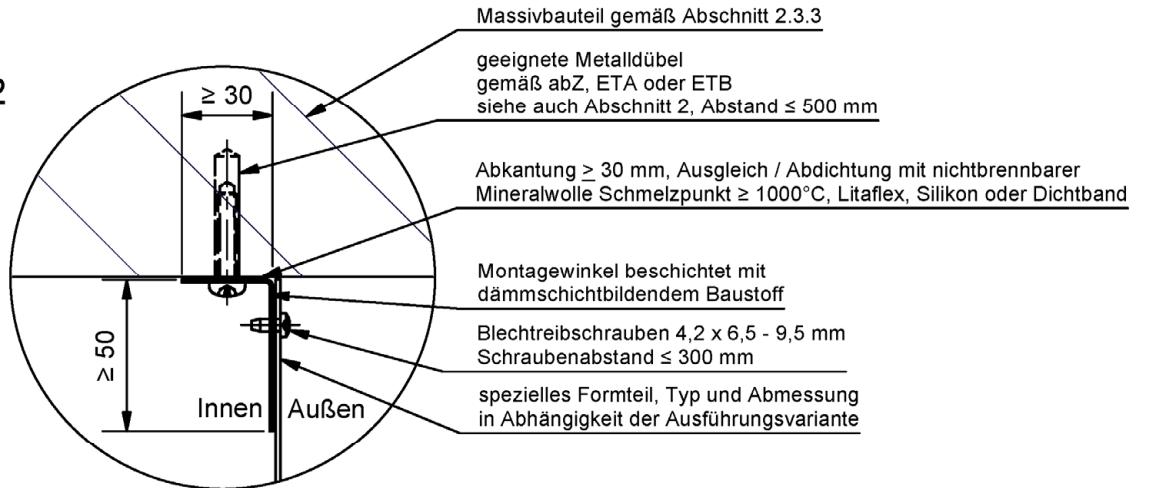 Massivbauteil gemäß Abschnitt 2.3.3
geeignete Metalldübel
gemäß abZ, ETA oder ETB
siehe auch Abschnitt 2, Abstand ≤ 500 mm
≥ 30
Abkantung ≥ 30 mm, Ausgleich / Abdichtung mit nichtbrennbarer
Mineralwolle Schmelzpunkt ≥ 1000°C, Litaflex, Silikon oder Dichtband
Montagewinkel beschichtet mit
dämmschichtbildendem Baustoff
Blechtreibschrauben 4,2 x 6,5 - 9,5 mm
Schraubenabstand ≤ 300 mm
≥ 50
spezielles Formteil, Typ und Abmessung
in Abhängigkeit der Ausführungsvariante
Innen Außen